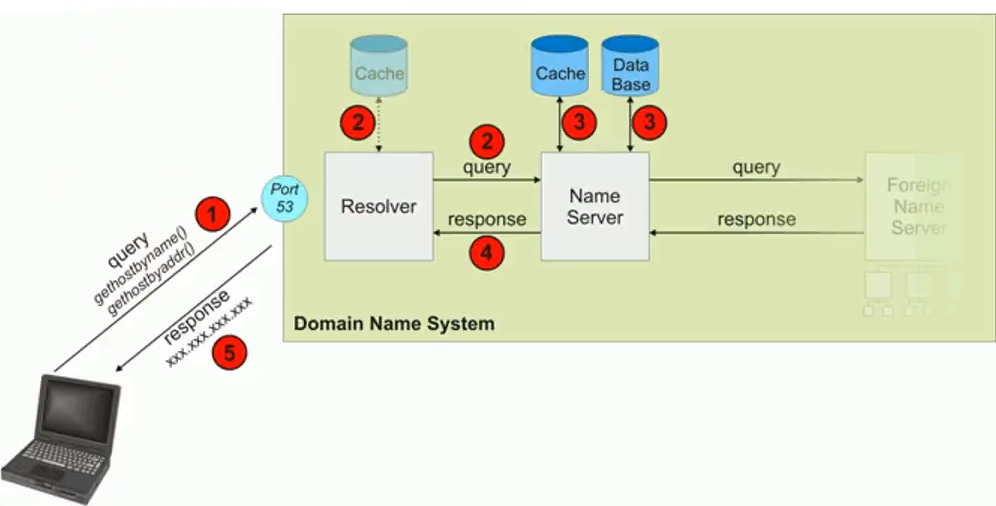 Cache
Cache
Data
Base
2
3
3
2
query
query
Port
53
Resolver
Name
Server
Foreign
Name
Server
1
query
gethostbyname()
gethostbyaddr()
response
response
4
response
xxx.xxx.xxx.xxx
5
Domain Name System